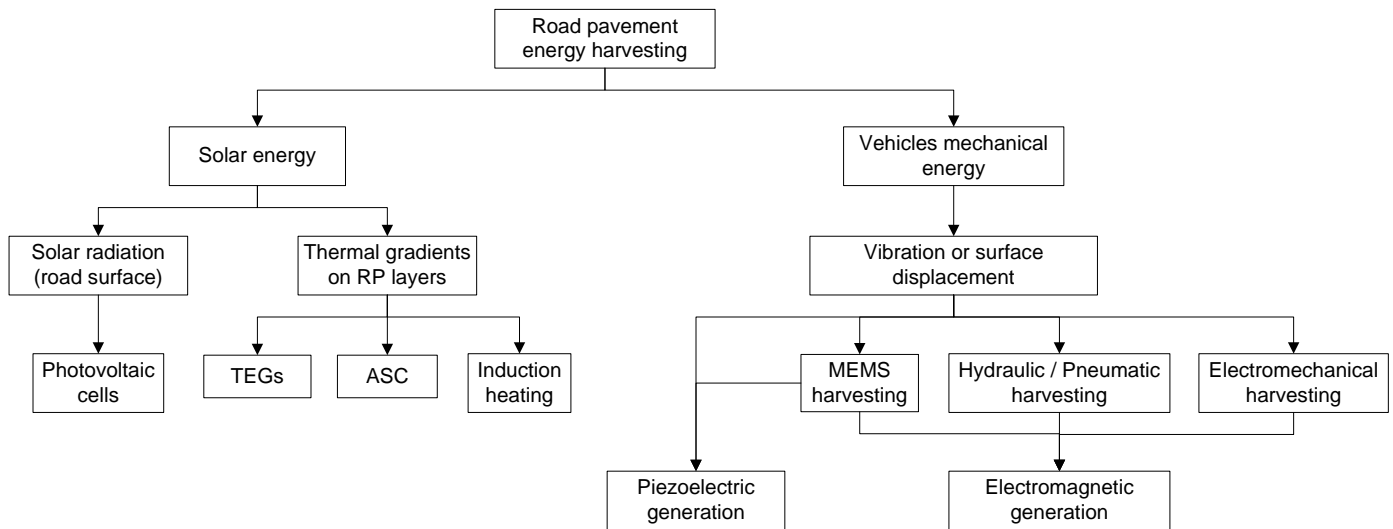 Road pavement
energy harvesting
Solar energy
Vehicles mechanical
energy
Solar radiation
(road surface)
Thermal gradients
on RP layers
Vibration or surface
displacement
Photovoltaic
cells
TEGs
ASC
Induction
heating
MEMS
harvesting
Hydraulic / Pneumatic
harvesting
Electromechanical
harvesting
Piezoelectric
generation
Electromagnetic
generation